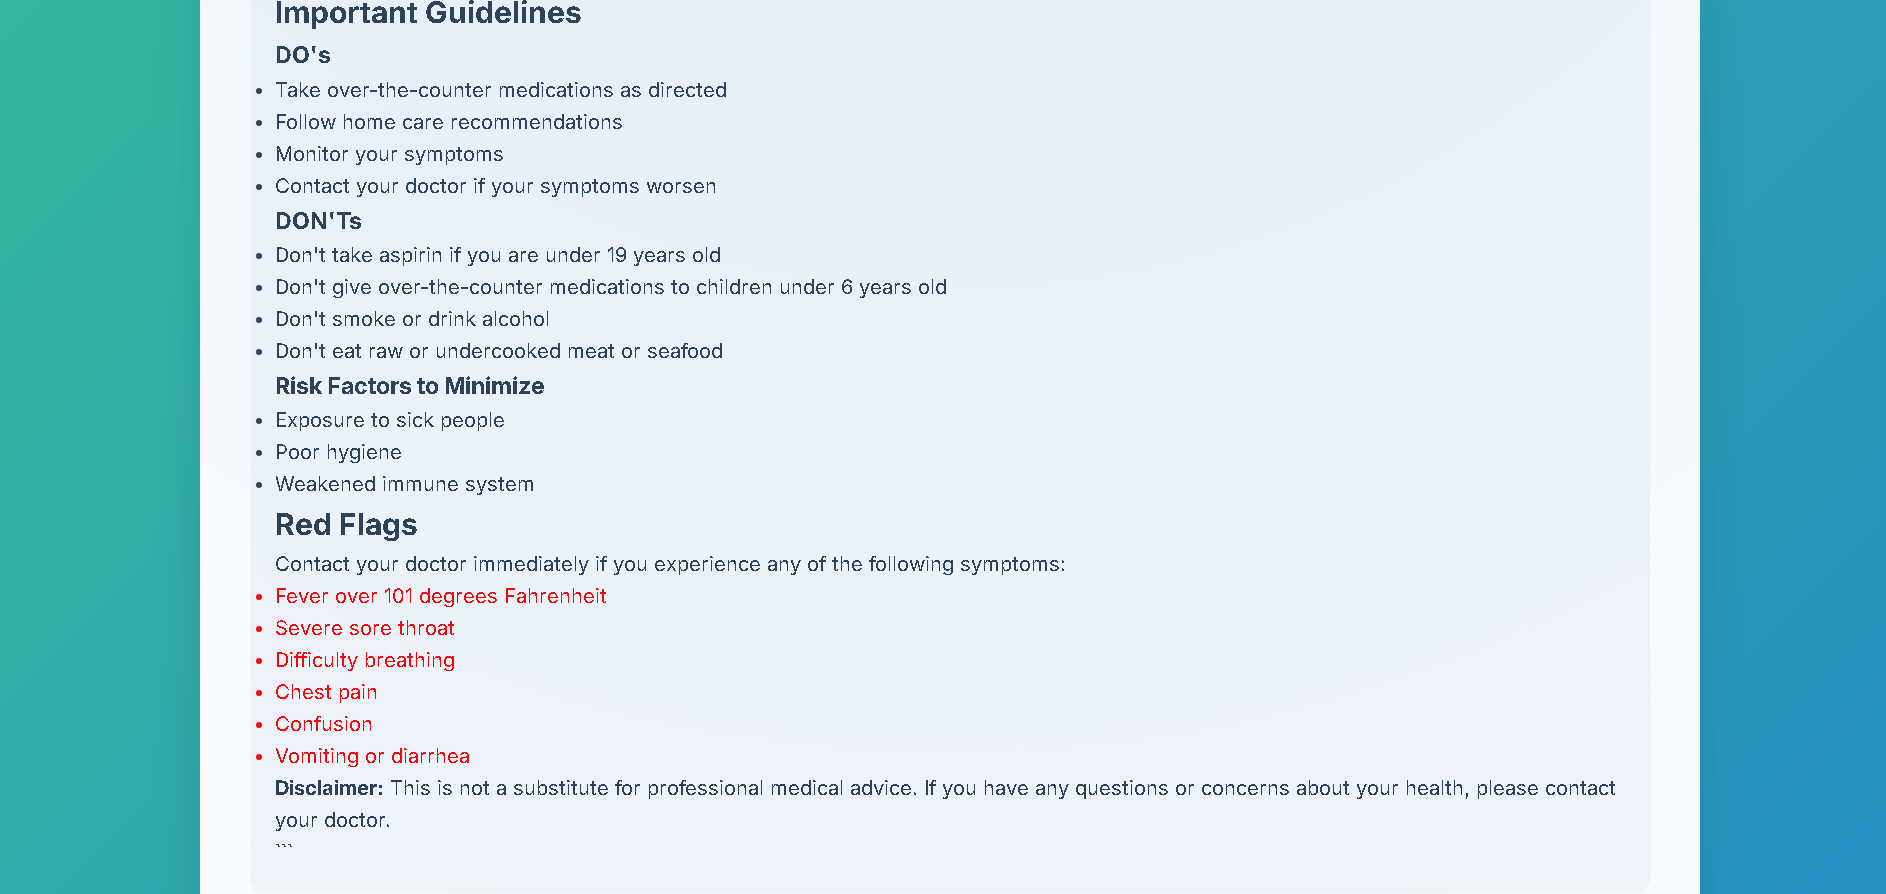 Important Guidelines
DO's
• Take over-the-counter medications as directed
• Follow home care recommendations
• Monitor your symptoms
• Contact your doctor if your symptoms worsen
DON'Ts
• Don't take aspirin if you are under 19 years old
• Don't give over-the-counter medications to children under 6 years old
• Don't smoke or drink alcohol
• Don't eat raw or undercooked meat or seafood
Risk Factors to Minimize
• Exposure to sick people
• Poor hygiene
• Weakened immune system
Red Flags
Contact your doctor immediately if you experience any of the following symptoms:
• Fever over 101 degrees Fahrenheit
• Severe sore throat
• Difficulty breathing
• Chest pain
• Confusion
• Vomiting or diarrhea
Disclaimer: This is not a substitute for professional medical advice. If you have any questions or concerns about your health, please contact
your doctor.
```